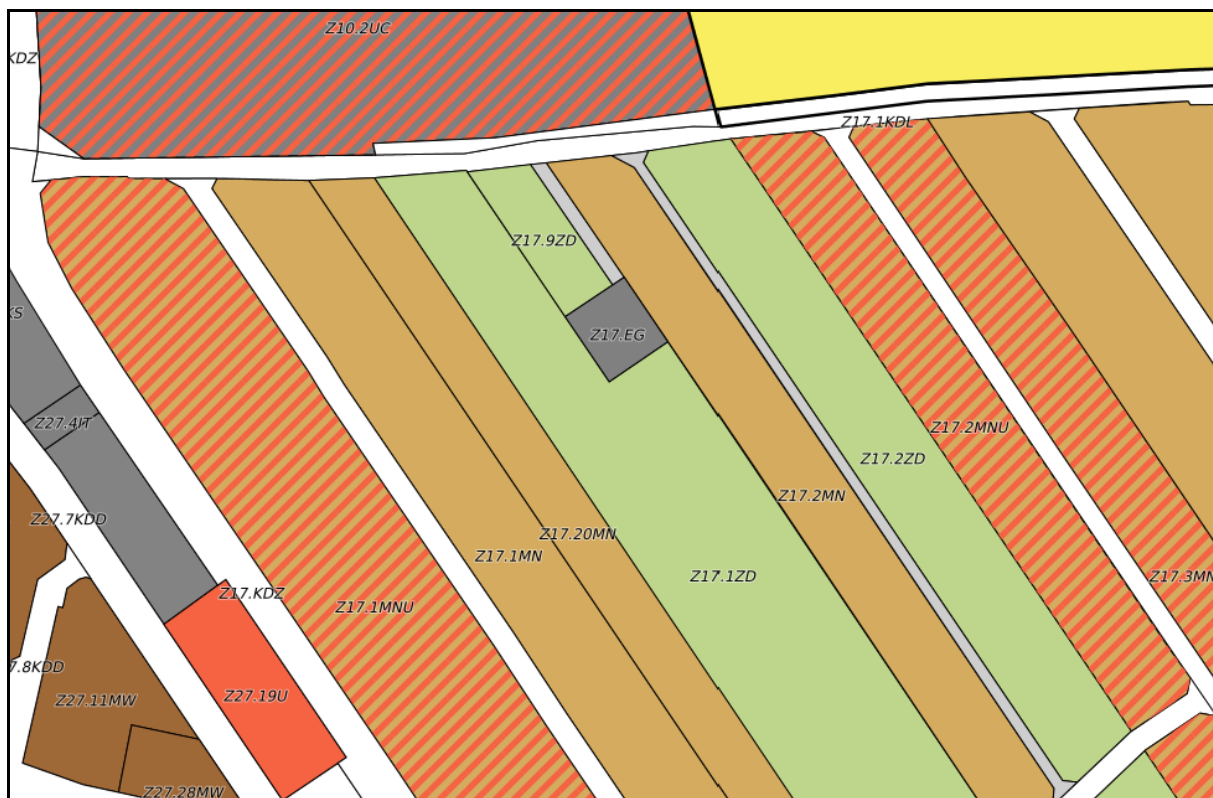 Z10.2UC
KDZ
Z17.1KDL
Z17.9ZD
KS
Z17.EG
Z27.4IT
Z17.2MNU
Z17.2ZD
Z17.2MN
Z27.7KDD
Z17.20MN
Z17.1MN
Z17.1ZD
Z17.3MN
Z17.KDZ
Z17.1MNU
7.8KDD
Z27.11MW
Z27.19U
Z27.28MW